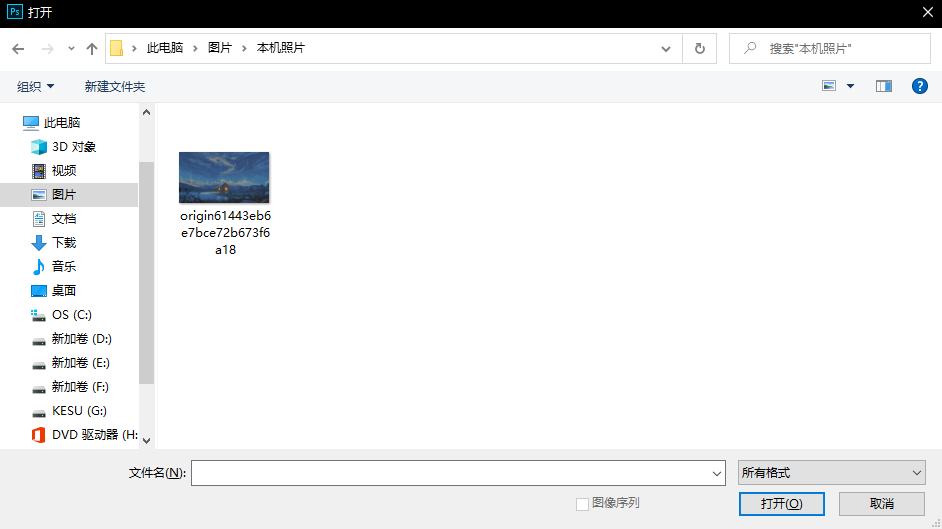 Ps 打开
此电脑 图片 本机照片
搜索"本机照片"
组织 新建文件夹
此电脑
3D 对象
视频
图片
文档
下载
音乐
桌面
OS (C:)
新加卷 (D:)
新加卷 (E:)
新加卷 (F:)
KESU (G:)
DVD 驱动器 (H:
origin61443eb6
e7bce72b673f6
a18
文件名(N):
所有格式
图像序列
打开(O) 取消